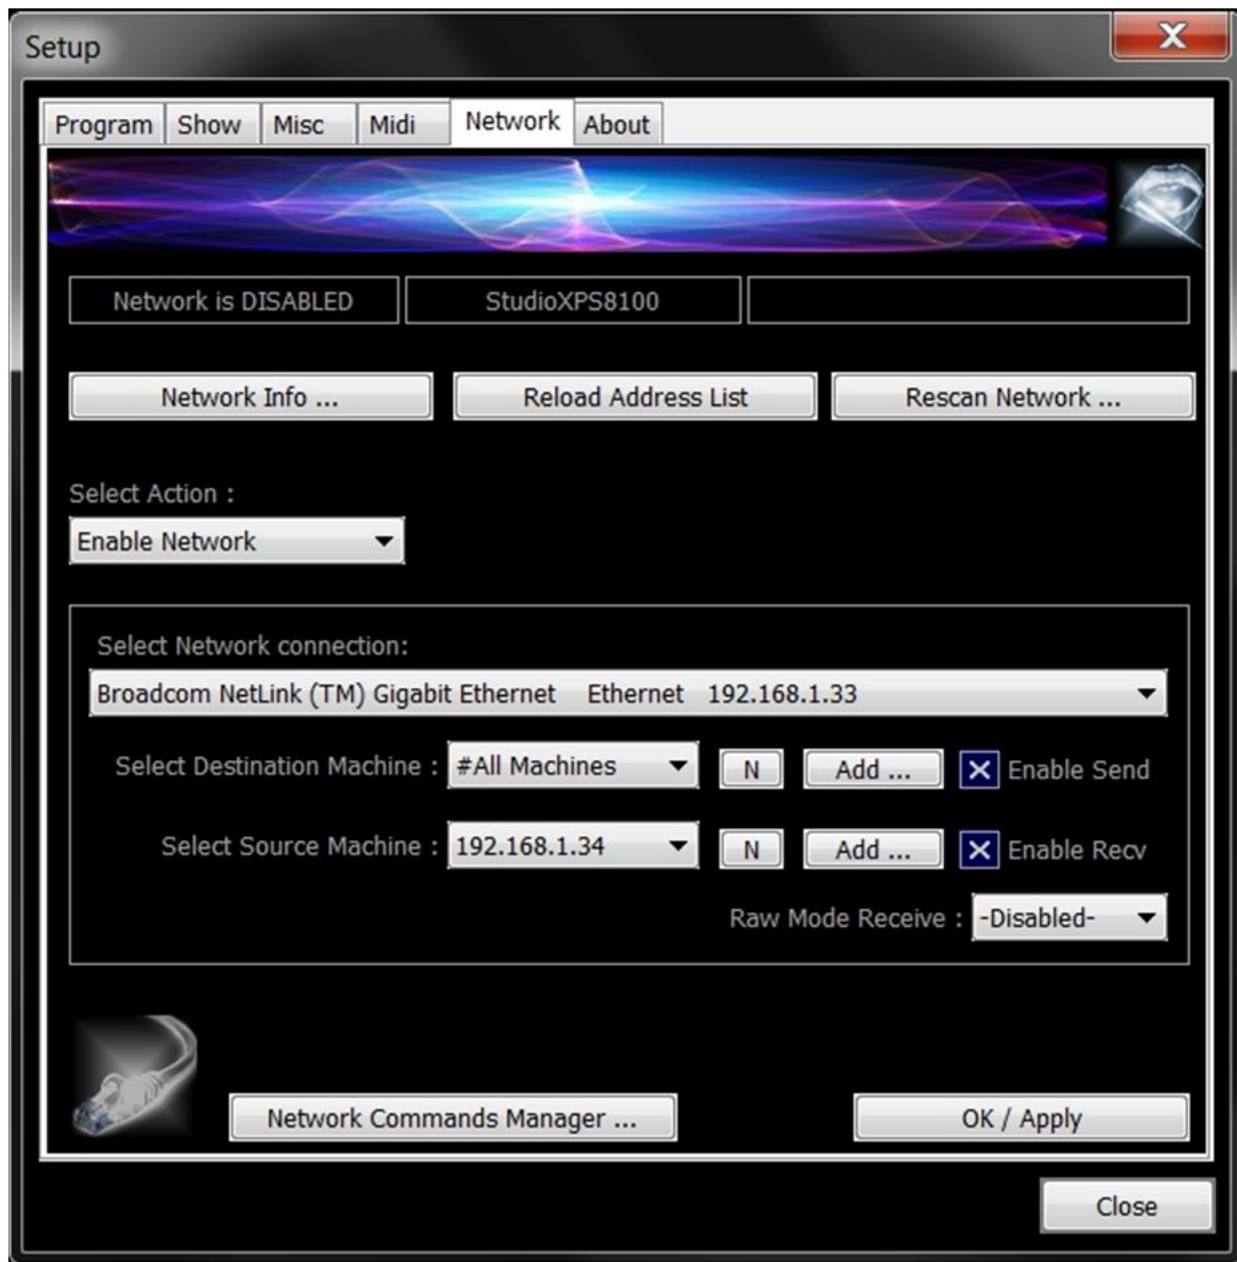 Setup
Program Show Misc Midi Network About
Network is DISABLED StudioXPS8100
Network Info ... Reload Address List Rescan Network ...
Select Action :
Enable Network
Select Network connection:
Broadcom NetLink (TM) Gigabit Ethernet Ethernet 192.168.1.33
Select Destination Machine : #All Machines N Add ... Enable Send
Select Source Machine : 192.168.1.34 N Add ... Enable Recv
Raw Mode Receive : -Disabled-
Network Commands Manager ... OK / Apply
Close